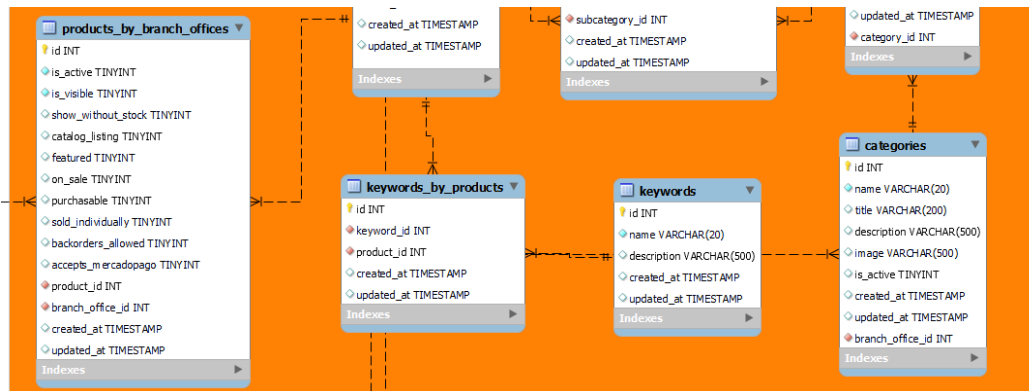 products_by_branch_offices
id INT
is_active TINYINT
is_visible TINYINT
show_without_stock TINYINT
catalog_listing TINYINT
featured TINYINT
on_sale TINYINT
purchasable TINYINT
sold_individually TINYINT
backorders_allowed TINYINT
accepts_mercadopago TINYINT
product_id INT
branch_office_id INT
created_at TIMESTAMP
updated_at TIMESTAMP
Indexes
created_at TIMESTAMP
updated_at TIMESTAMP
Indexes
subcategory_id INT
created_at TIMESTAMP
updated_at TIMESTAMP
Indexes
updated_at TIMESTAMP
category_id INT
Indexes
keywords_by_products
id INT
keyword_id INT
product_id INT
created_at TIMESTAMP
updated_at TIMESTAMP
Indexes
keywords
id INT
name VARCHAR(20)
description VARCHAR(500)
created_at TIMESTAMP
updated_at TIMESTAMP
Indexes
categories
id INT
name VARCHAR(20)
title VARCHAR(200)
description VARCHAR(500)
image VARCHAR(500)
is_active TINYINT
created_at TIMESTAMP
updated_at TIMESTAMP
branch_office_id INT
Indexes